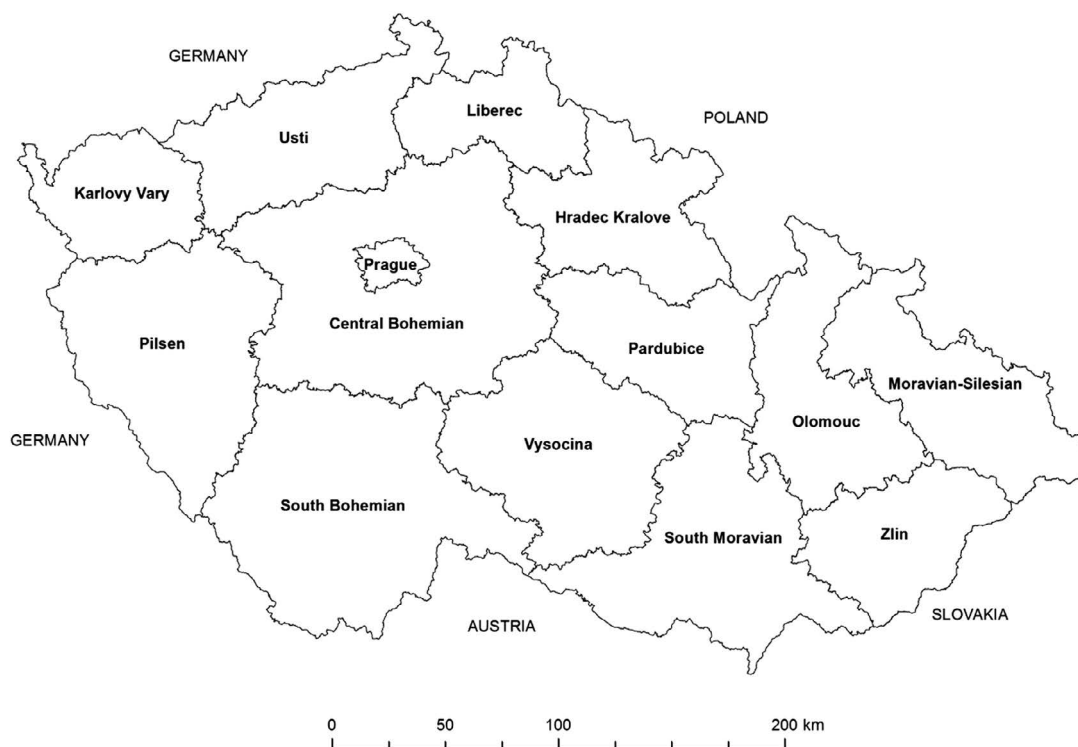 GERMANY
Liberec
POLAND
Usti
Karlovy Vary
Hradec Kralove
Prague
Central Bohemian
Pilsen
Pardubice
Moravian-Silesian
Olomouc
GERMANY
Vysocina
South Bohemian
South Moravian
Zlin
SLOVAKIA
AUSTRIA
0 50 100 200 km